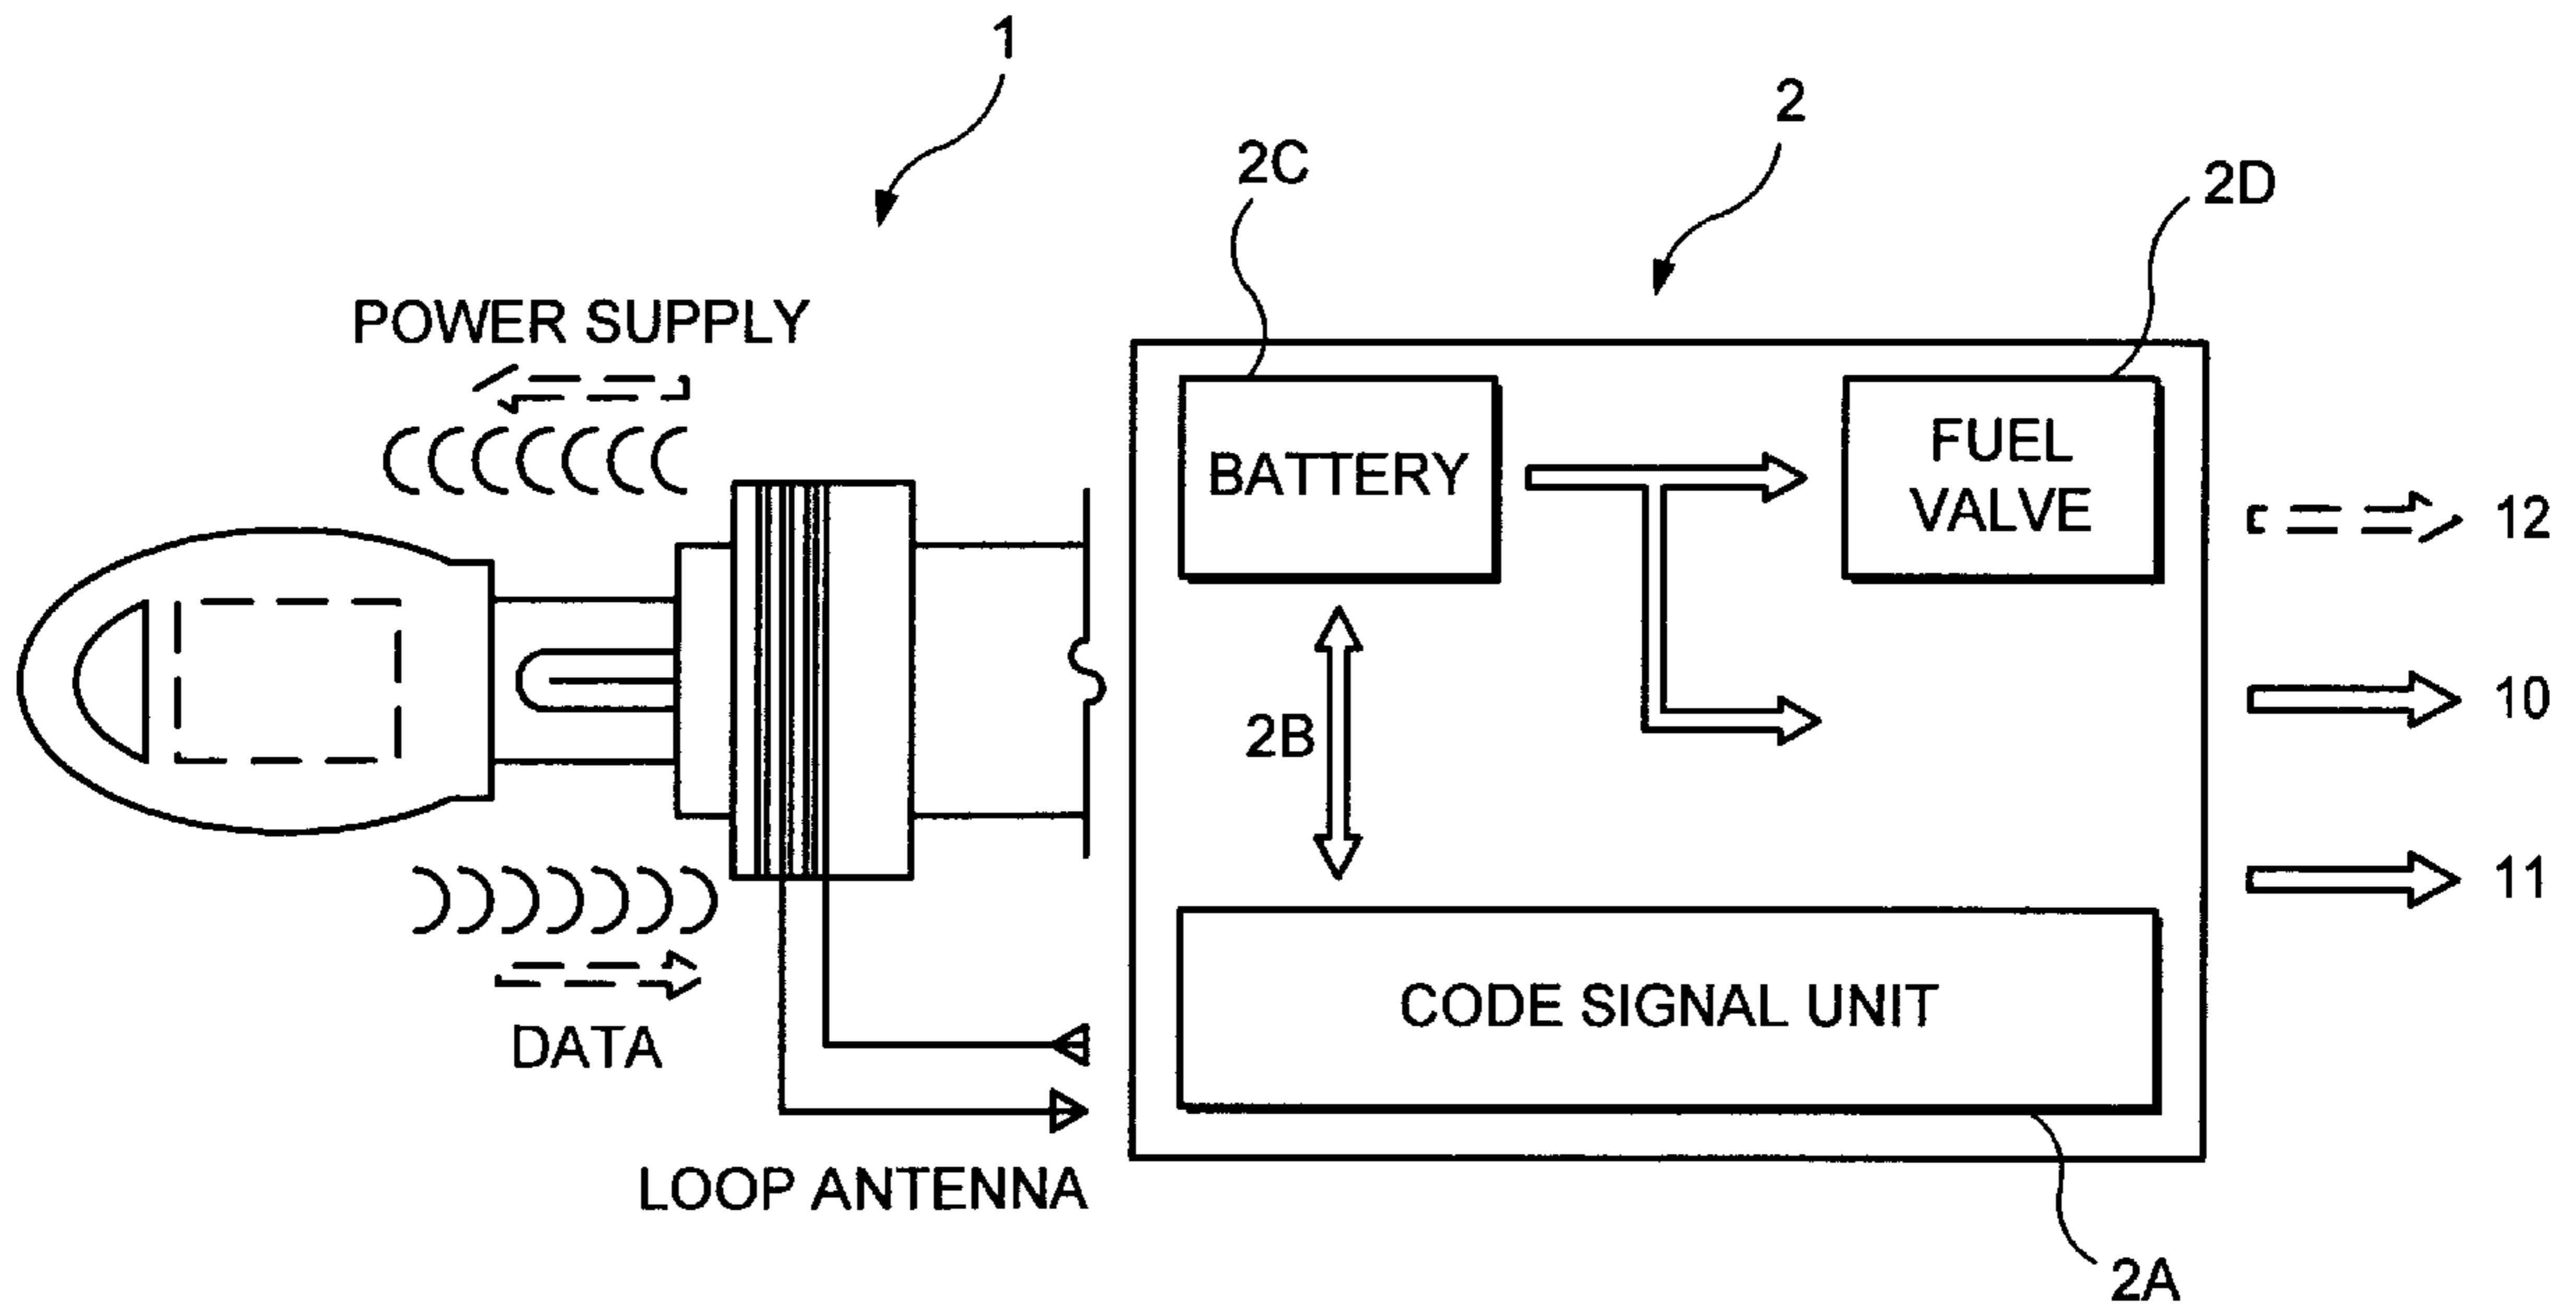 1
2
2C
2D
POWER SUPPLY
BATTERY
FUEL
VALVE
12
10
2B
11
CODE SIGNAL UNIT
DATA
LOOP ANTENNA
2A